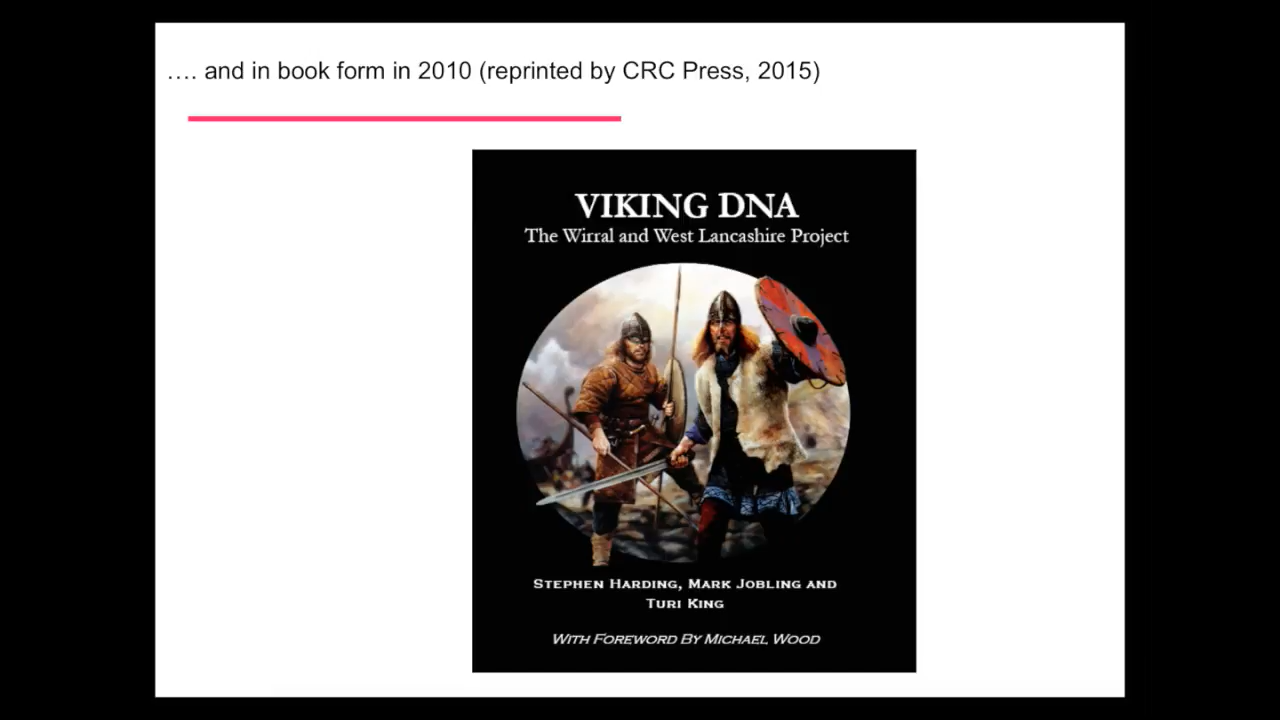 …. and in book form in 2010 (reprinted by CRC Press, 2015)
VIKING DNA
The Wirral and West Lancashire Project
STEPHEN HARDING, MARK JOBLING AND
TURI KING
WITH FOREWORD BY MICHAEL WOOD